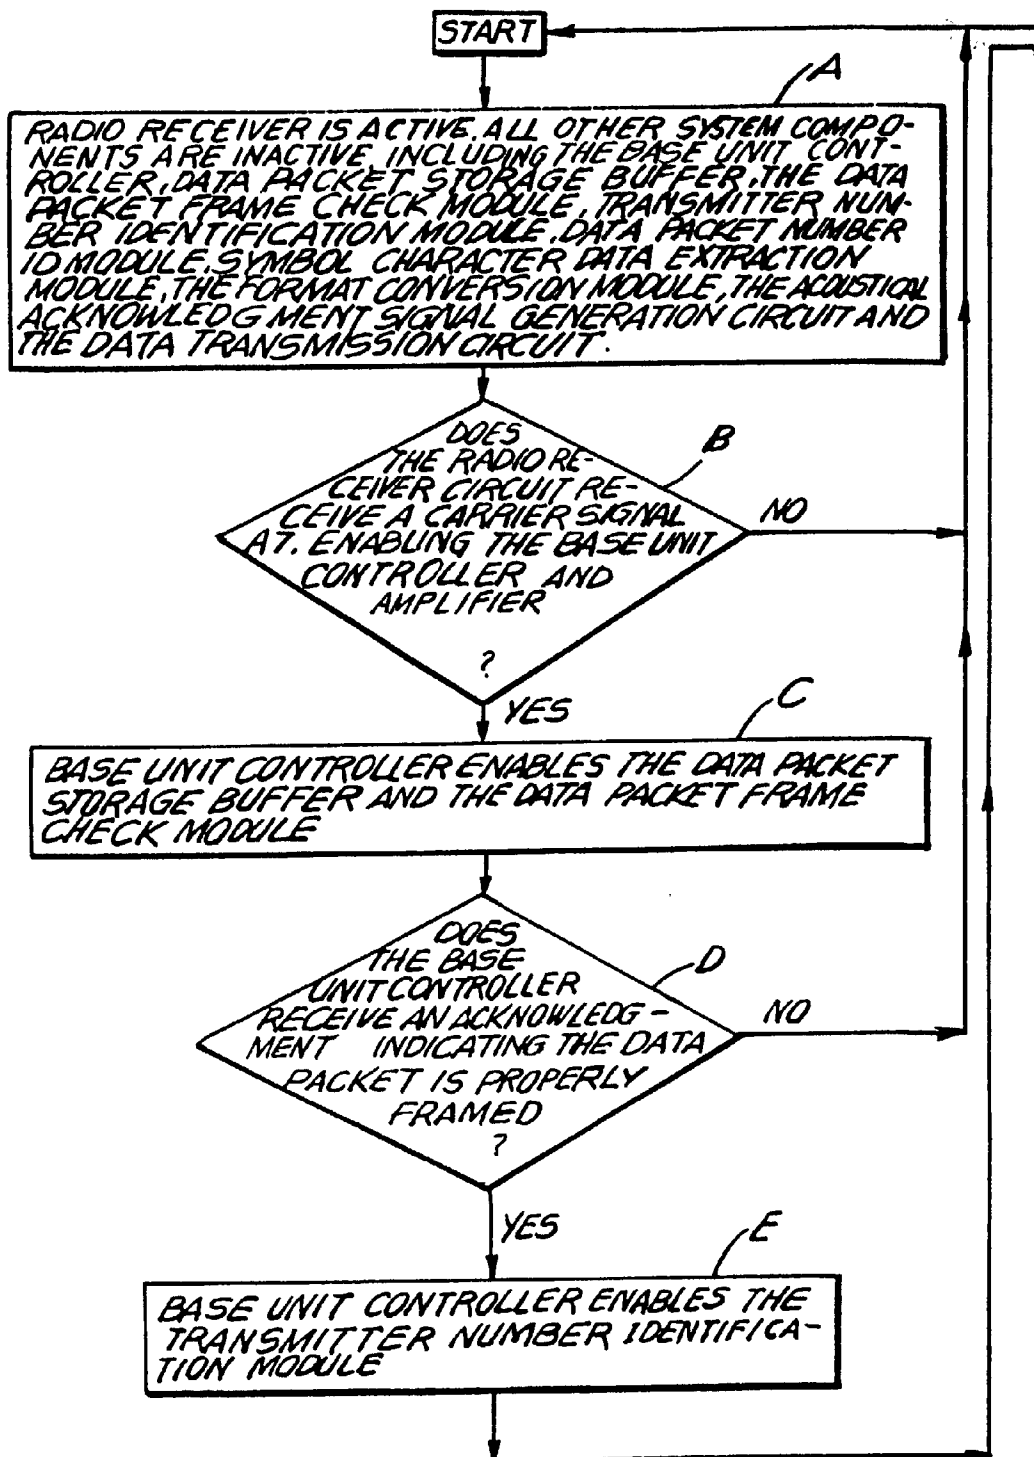 START
A
RADIO RECEIVER IS ACTIVE. ALL OTHER SYSTEM COMPO-
NENTS ARE INACTIVE, INCLUDING THE BASE UNIT CONT-
ROLLER, DATA PACKET STORAGE BUFFER, THE DATA
PACKET FRAME CHECK MODULE, TRANSMITTER NUM-
BER IDENTIFICATION MODULE, DATA PACKET NUMBER
ID MODULE, SYMBOL CHARACTER DATA EXTRACTION
MODULE, THE FORMAT CONVERSION MODULE, THE ACOUSTICAL
ACKNOWLEDGMENT SIGNAL GENERATION CIRCUIT AND
THE DATA TRANSMISSION CIRCUIT.
B
DOES
THE RADIO RE-
CEIVER CIRCUIT RE-
CEIVE A CARRIER SIGNAL
A7. ENABLING THE BASE UNIT
CONTROLLER AND
AMPLIFIER
?
NO
YES
C
BASE UNIT CONTROLLER ENABLES THE DATA PACKET
STORAGE BUFFER AND THE DATA PACKET FRAME
CHECK MODULE
D
DOES
THE BASE
UNIT CONTROLLER
RECEIVE AN ACKNOWLEDG-
MENT INDICATING THE DATA
PACKET IS PROPERLY
FRAMED
?
NO
YES
E
BASE UNIT CONTROLLER ENABLES THE
TRANSMITTER NUMBER IDENTIFICA-
TION MODULE